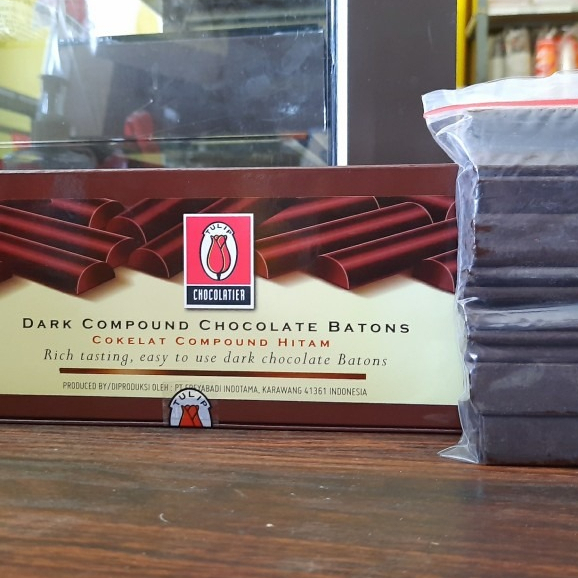 TULIP
CHOCOLATIER
DARK COMPOUND CHOCOLATE BATONS
COKELAT COMPOUND HITAM
Rich tasting, easy to use dark chocolate Batons
PRODUCED BY/DIPRODUKSI OLEH : PT FREYABADI INDOTAMA, KARAWANG 41361 INDONESIA
TULIP